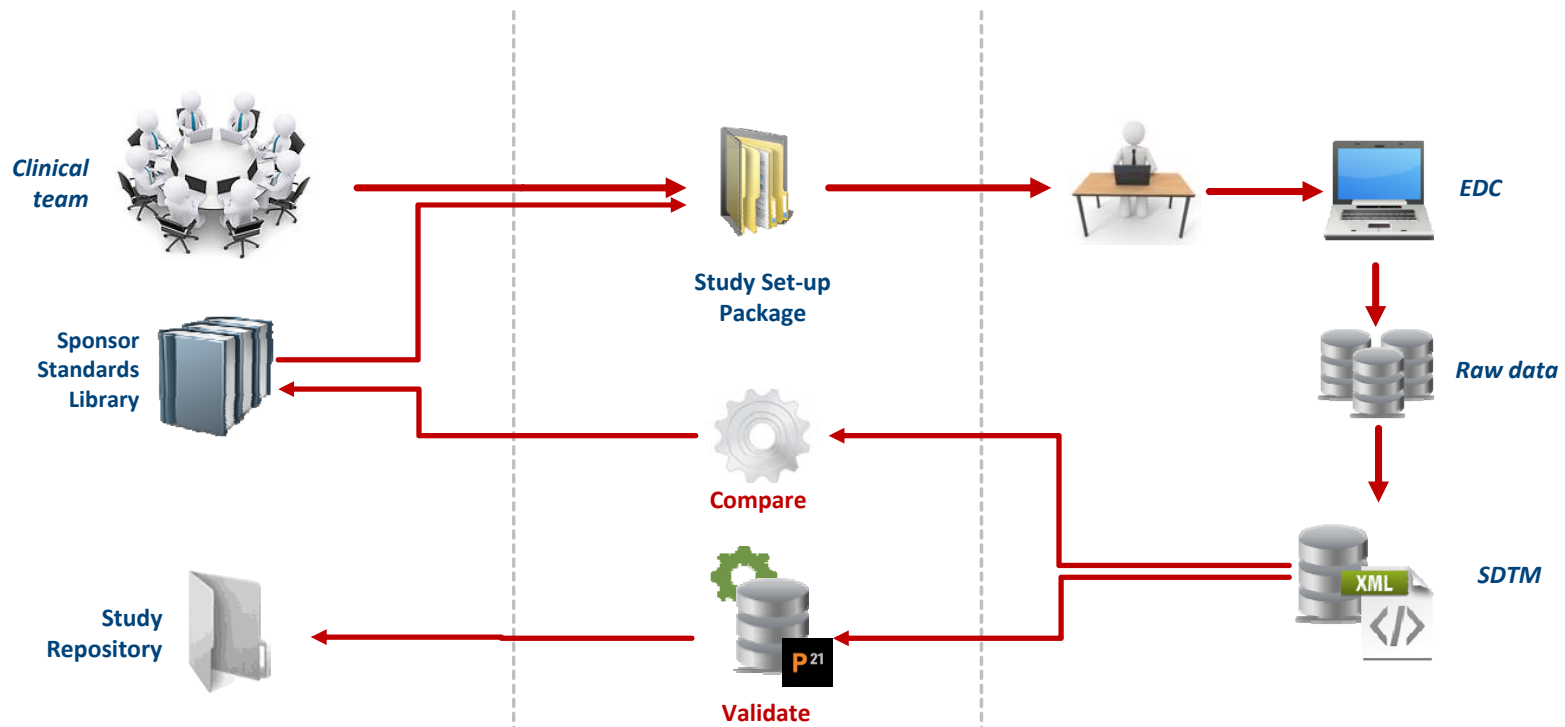 Clinical
team
EDC
Study Set-up
Package
Sponsor
Standards
Library
Raw data
Compare
XML
</>
SDTM
Study
Repository
P21
Validate